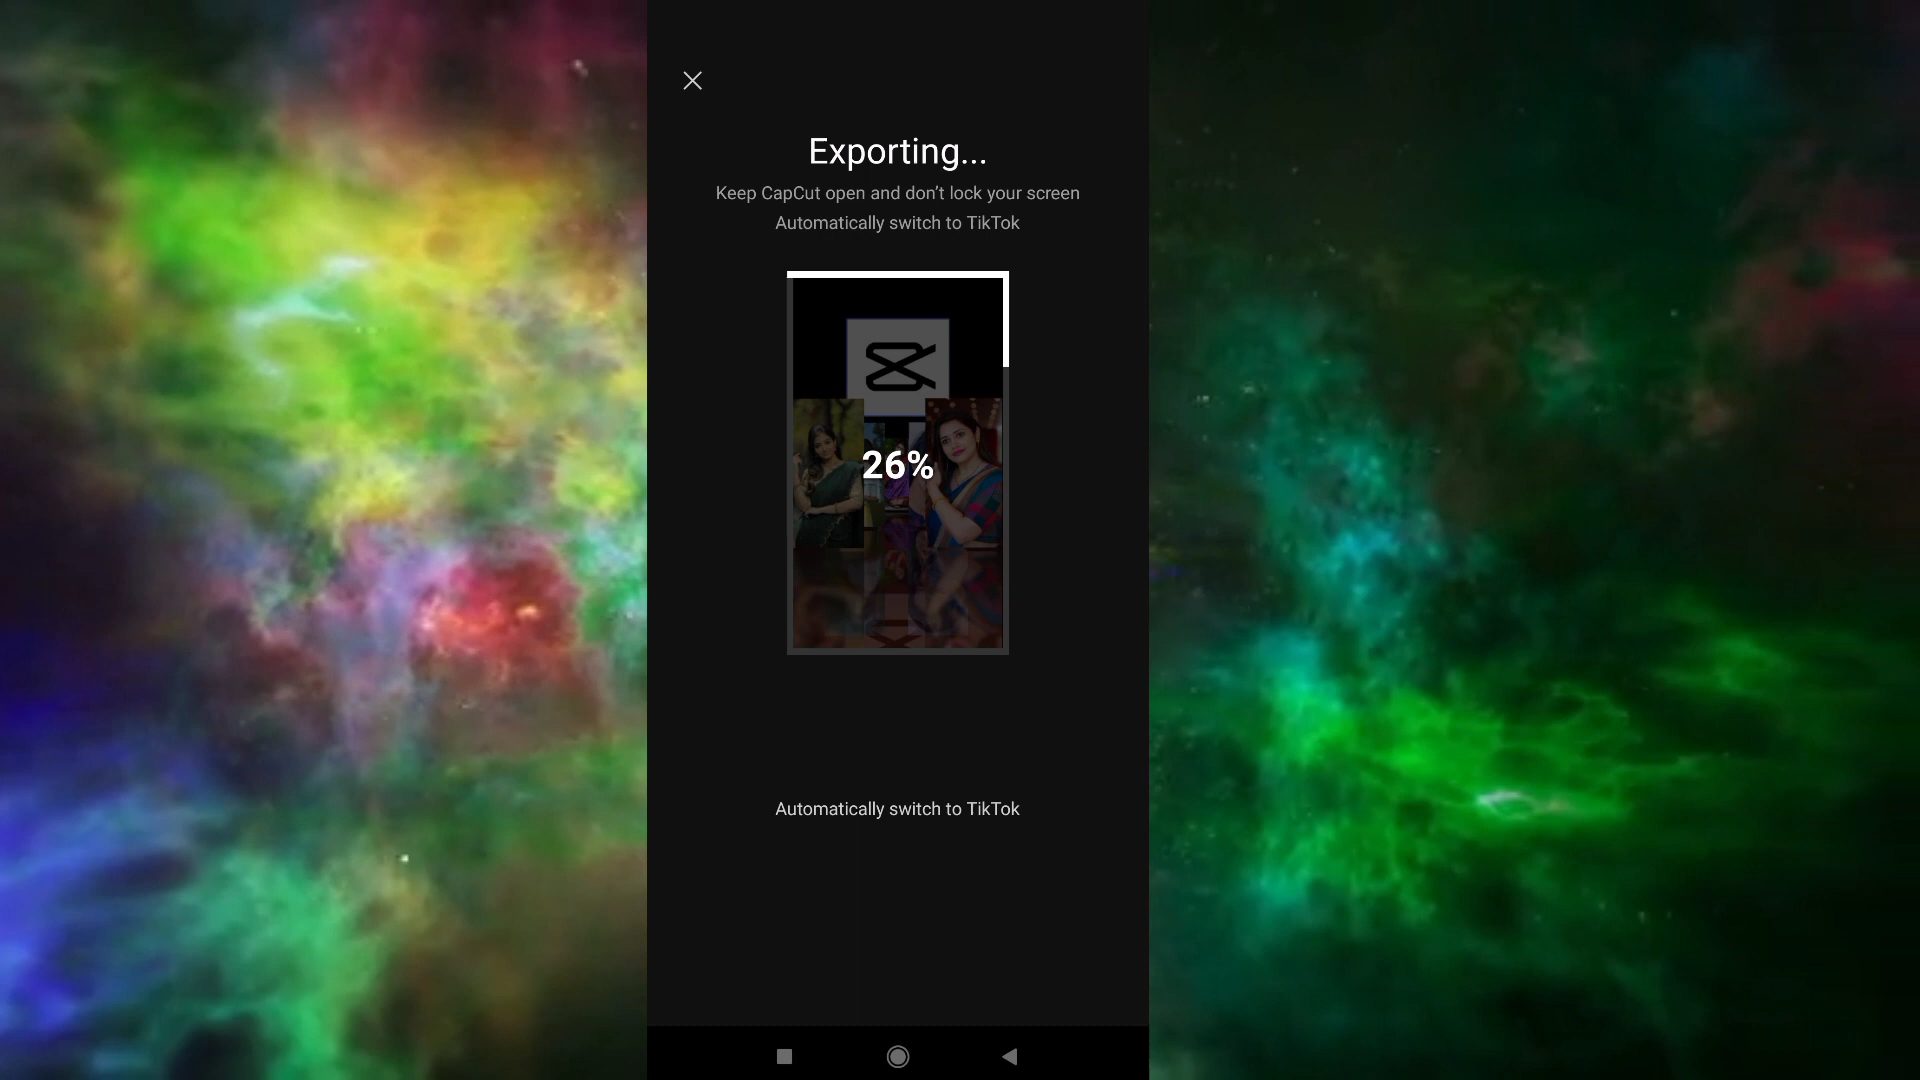 Exporting...
Keep CapCut open and don’t lock your screen
Automatically switch to TikTok
26%
Automatically switch to TikTok